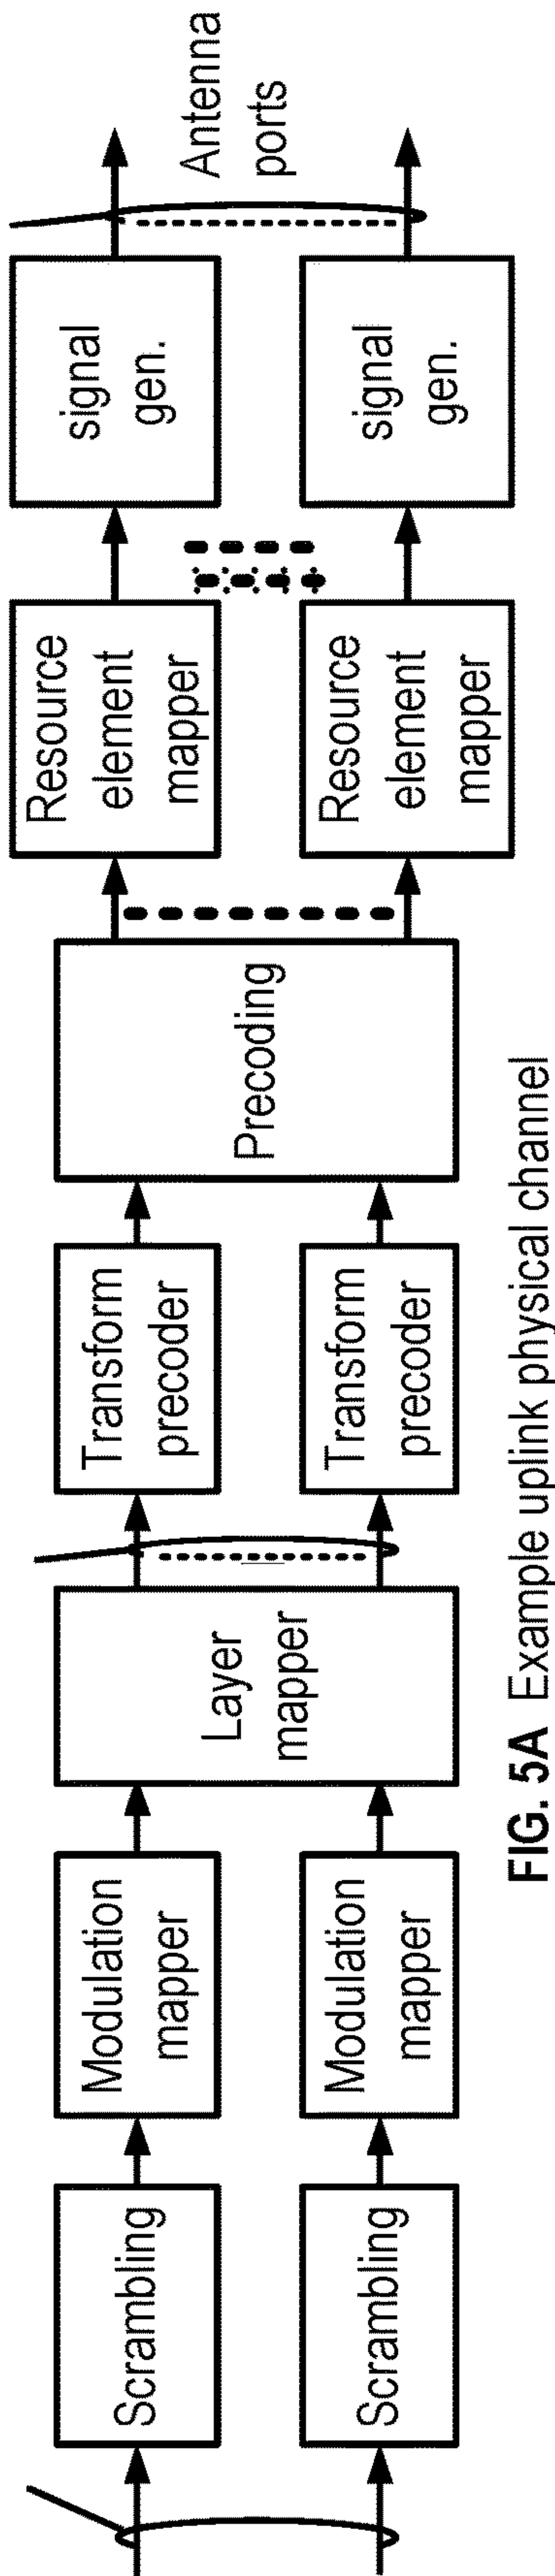 Scrambling
Scrambling
Modulation
mapper
Modulation
mapper
Layer
mapper
Transform
precoder
Transform
precoder
Precoding
Resource
element
mapper
Resource
element
mapper
signal
gen.
signal
gen.
Antenna
ports
FIG. 5A Example uplink physical channel